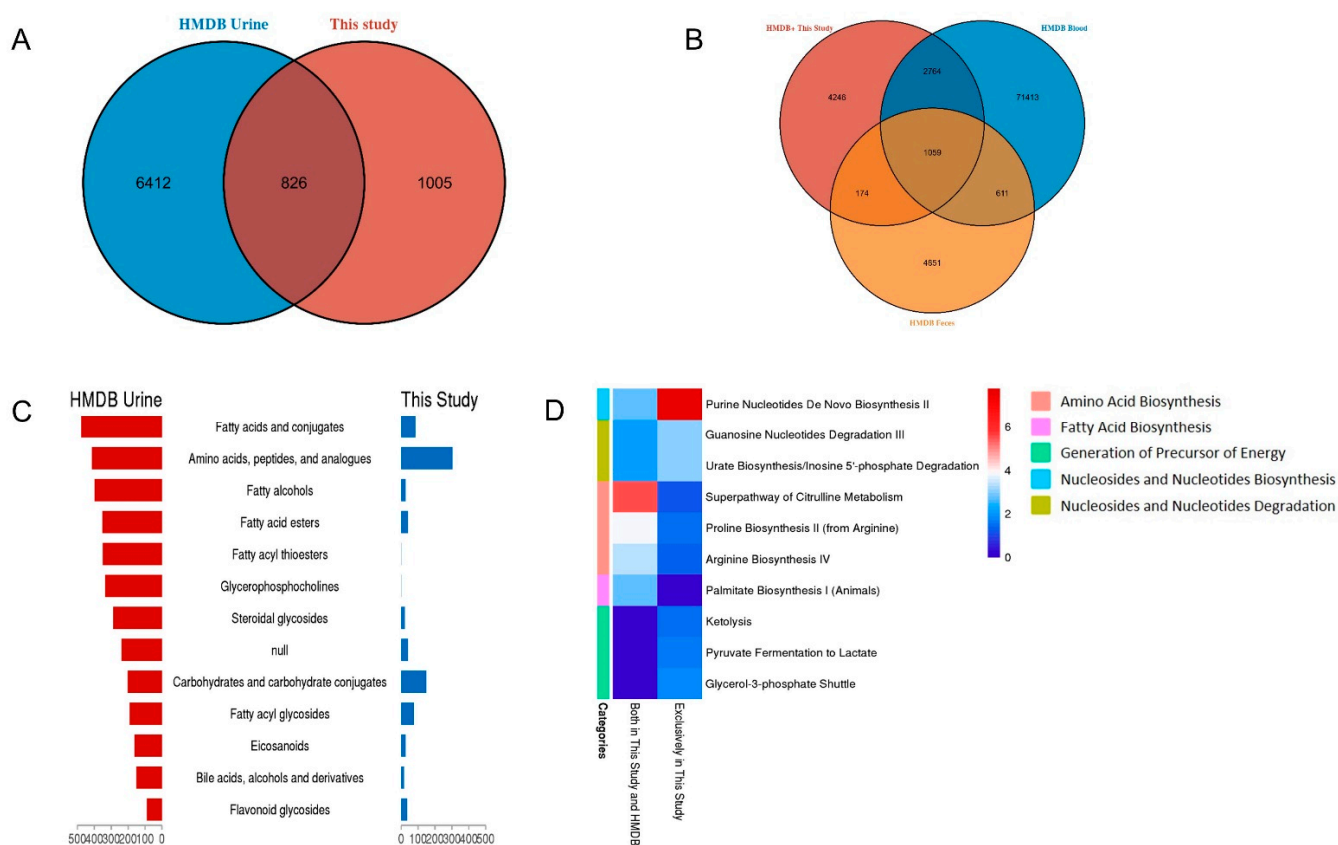 A
HMDB Urine
This study
6412
826
1005
B
HMDB+ This Study
HMDB Blood
2764
4246
71413
1059
174
611
4651
HMDB Feces
C
HMDB Urine
This Study
Fatty acids and conjugates
Amino acids, peptides, and analogues
Fatty alcohols
Fatty acid esters
Fatty acyl thioesters
Glycerophosphocholines
Steroidal glycosides
null
Carbohydrates and carbohydrate conjugates
Fatty acyl glycosides
Eicosanoids
Bile acids, alcohols and derivatives
Flavonoid glycosides
500400300200100 0
0 100200300400500
D
Purine Nucleotides De Novo Biosynthesis II
Guanosine Nucleotides Degradation III
Urate Biosynthesis/Inosine 5'-phosphate Degradation
Superpathway of Citrulline Metabolism
Proline Biosynthesis II (from Arginine)
Arginine Biosynthesis IV
Palmitate Biosynthesis I (Animals)
Ketolysis
Pyruvate Fermentation to Lactate
Glycerol-3-phosphate Shuttle
Categories
Both in This Study and HMDB
Exclusively in This Study
6
4
2
0
Amino Acid Biosynthesis
Fatty Acid Biosynthesis
Generation of Precursor of Energy
Nucleosides and Nucleotides Biosynthesis
Nucleosides and Nucleotides Degradation